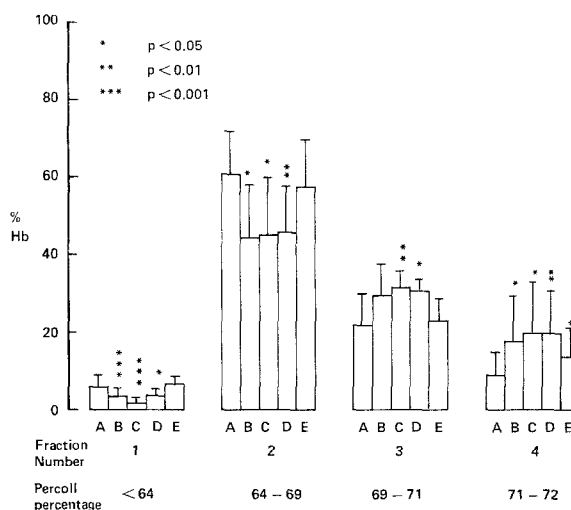 100
* p < 0.05
** p < 0.01
*** p < 0.001
80
60
%
Hb
40
20
0
* * ** * * *** *** * ** * * * ** *
A B C D E A B C D E A B C D E A B C D E
Fraction
Number 1 2 3 4
Percoll
percentage < 64 64 – 69 69 – 71 71 – 72